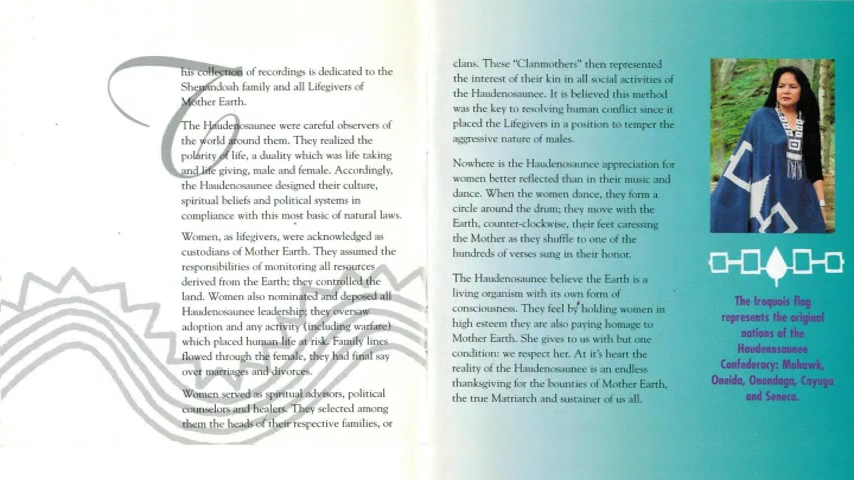 This collection of recordings is dedicated to the
Shenandoah family and all Lifegivers of
Mother Earth.
The Haudenosaunee were careful observers of
the world around them. They realized the
polarity of life, a duality which was life taking
and life giving, male and female. Accordingly,
the Haudenosaunee designed their culture,
spiritual beliefs and political systems in
compliance with this most basic of natural laws.
Women, as lifegivers, were acknowledged as
custodians of Mother Earth. They assumed the
responsibilities of monitoring all resources
derived from the Earth; they controlled the
land. Women also nominated and deposed all
Haudenosaunee leadership; they oversaw
adoption and any activity (including warfare)
which placed human life at risk. Family lines
flowed through the female, they had final say
over marriages and divorces.
Women served as spiritual advisors, political
counselors and healers. They selected among
them the heads of their respective families, or
clans. These “Clanmothers” then represented
the interest of their kin in all social activities of
the Haudenosaunee. It is believed this method
was the key to resolving human conflict since it
placed the Lifegivers in a position to temper the
aggressive nature of males.
Nowhere is the Haudenosaunee appreciation for
women better reflected than in their music and
dance. When the women dance, they form a
circle around the drum; they move with the
Earth, counter-clockwise, their feet caressing
the Mother as they shuffle to one of the
hundreds of verses sung in their honor.
The Haudenosaunee believe the Earth is a
living organism with its own form of
consciousness. They feel by holding women in
high esteem they are also paying homage to
Mother Earth. She gives to us with but one
condition: we respect her. At it's heart the
reality of the Haudenosaunee is an endless
thanksgiving for the bounties of Mother Earth,
the true Matriarch and sustainer of us all.
The Iroquois flag
represents the original
nations of the
Haudenosaunee
Confederacy: Mohawk,
Oneida, Onondaga, Cayuga
and Seneca.